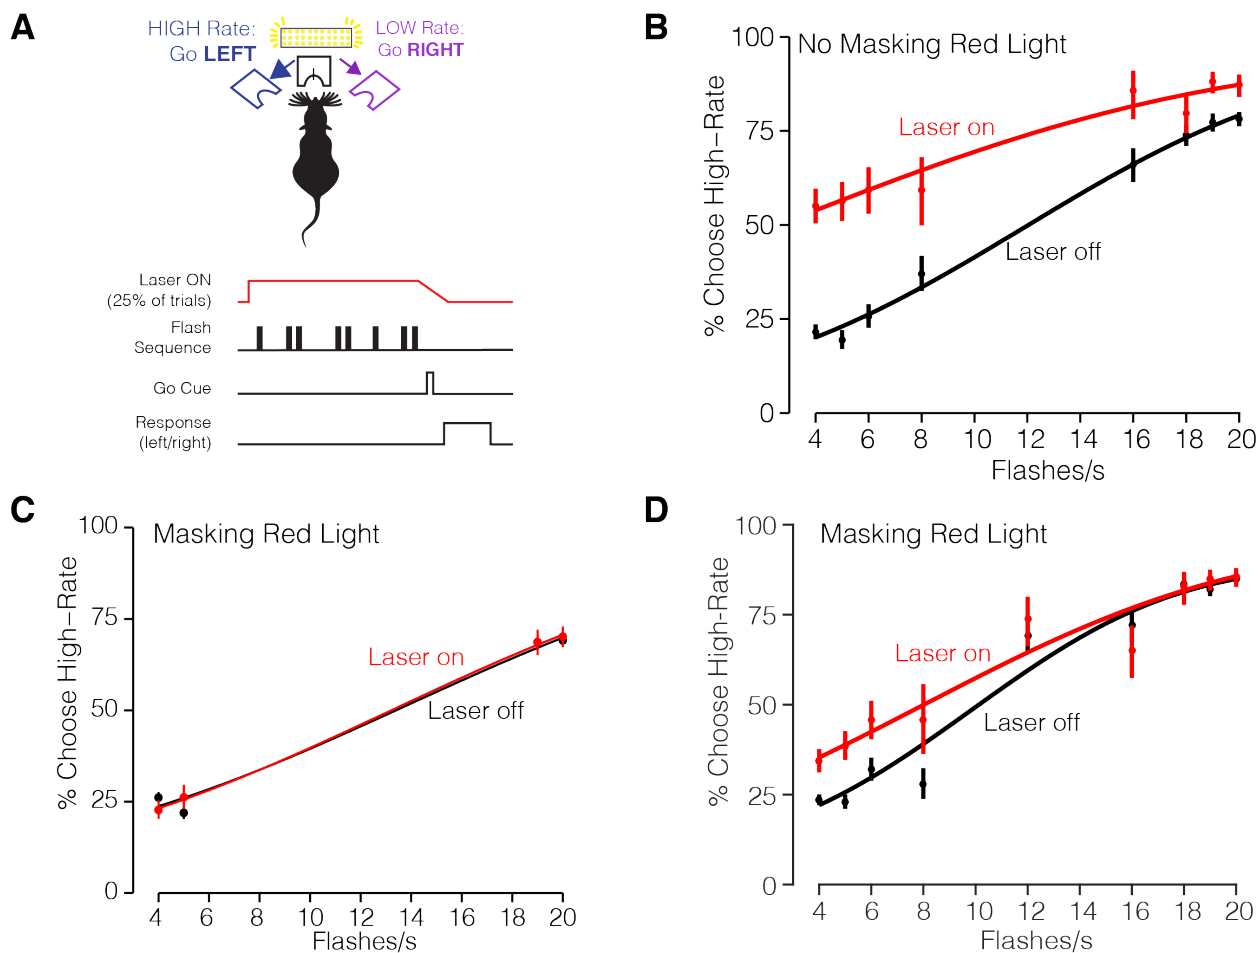 A
HIGH Rate:
Go LEFT
LOW Rate:
Go RIGHT
Laser ON
(25% of trials)
Flash
Sequence
Go Cue
Response
(left/right)
B
No Masking Red Light
% Choose High–Rate
100
75
50
25
0
Laser on
Laser off
4 6 8 10 12 14 16 18 20
Flashes/s
C
Masking Red Light
% Choose High–Rate
100
75
50
25
0
Laser on
Laser off
4 6 8 10 12 14 16 18 20
Flashes/s
D
Masking Red Light
% Choose High-Rate
100
75
50
25
0
Laser on
Laser off
4 6 8 10 12 14 16 18 20
Flashes/s